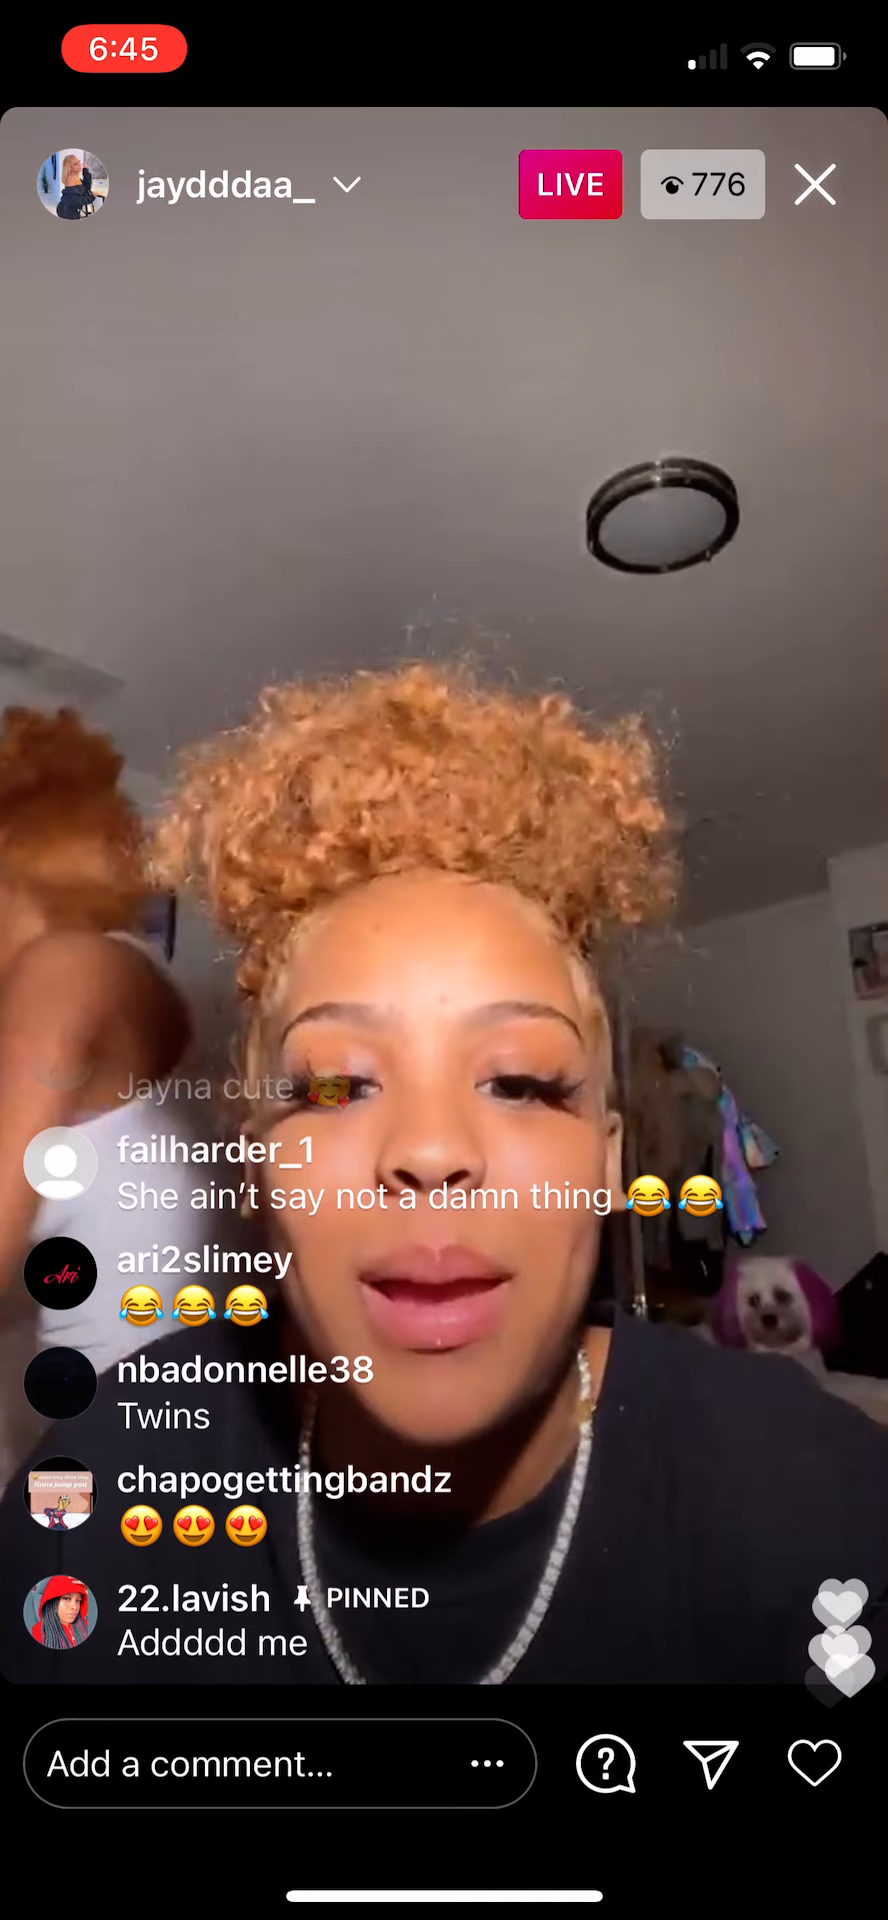 6:45
jaydddaa_
LIVE
776
Jayna cute 🥰
failharder_1
She ain’t say not a damn thing 😂😂
ari2slimey
😂😂😂
nbadonnelle38
Twins
chapogettingbandz
😍😍😍
22.lavish PINNED
Addddd me
Add a comment...